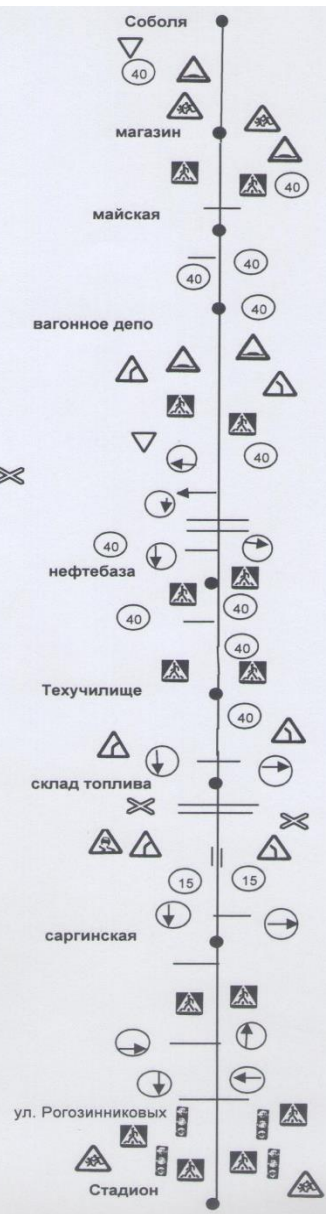 Соболя
40
магазин
40
майская
40
40
40
вагонное депо
40
40
нефтебаза
40
40
40
Техучилище
40
склад топлива
15
15
саргинская
ул. Рогозинниковых
Стадион